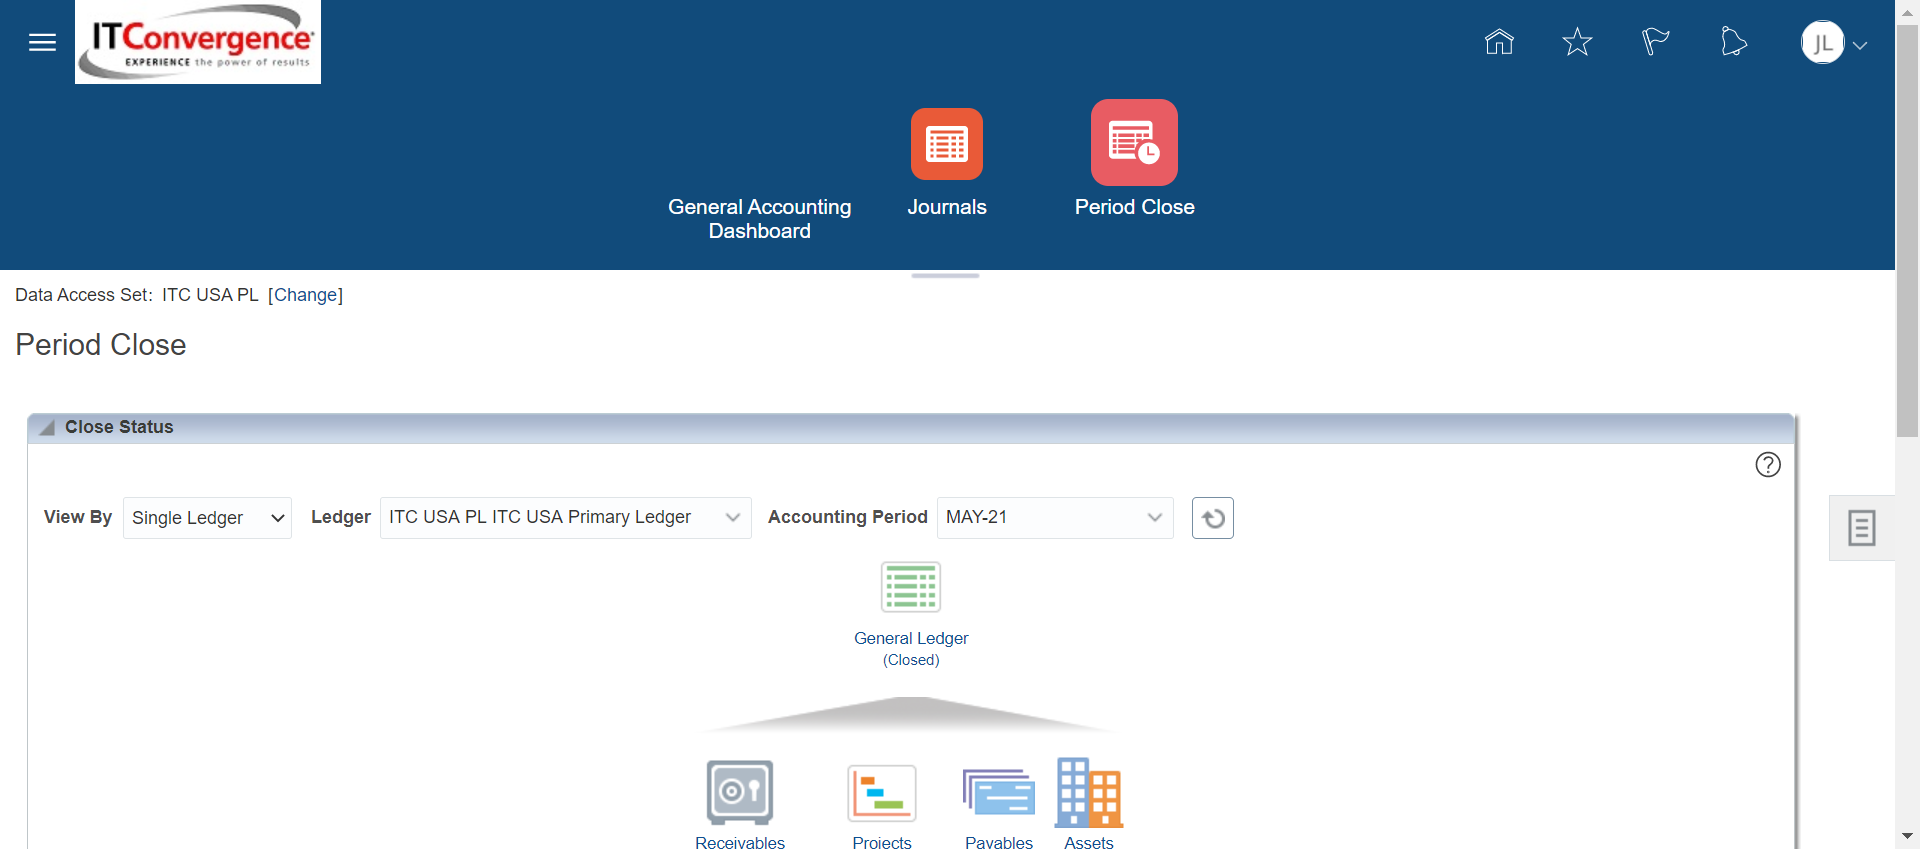 ITConvergence
EXPERIENCE the power of results
JL
General Accounting
Dashboard
Journals
Period Close
Data Access Set: ITC USA PL [Change]
Period Close
Close Status
?
View By Single Ledger Ledger ITC USA PL ITC USA Primary Ledger Accounting Period MAY-21
General Ledger
(Closed)
Receivables Projects Payables Assets